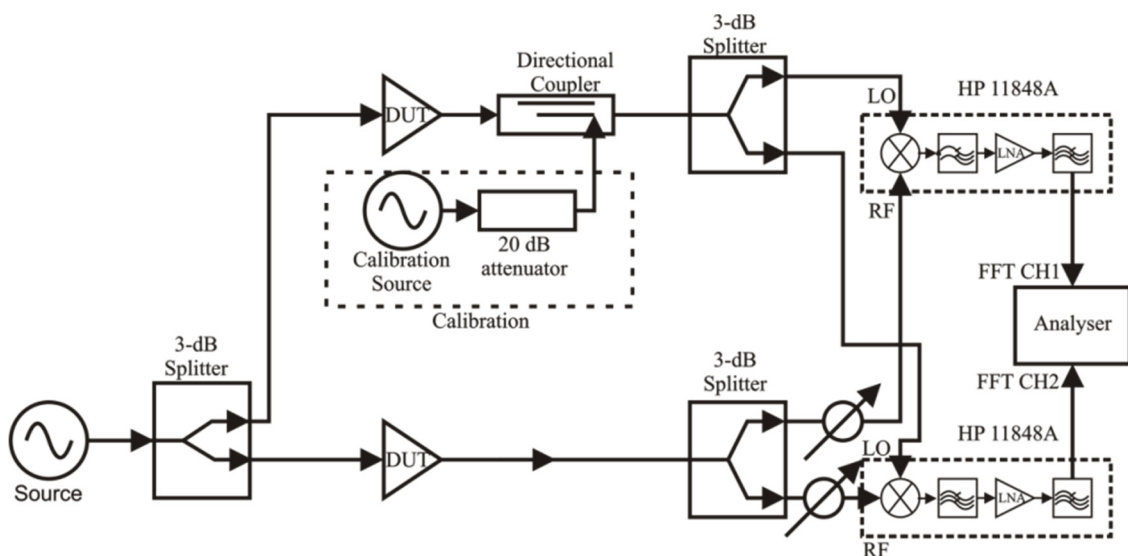 3-dB
Splitter
Directional
Coupler
HP 11848A
LO
DUT
LNA
RF
20 dB
attenuator
Calibration
Source
FFT CH1
Calibration
Analyser
3-dB
Splitter
3-dB
Splitter
FFT CH2
HP 11848A
LO
DUT
LNA
Source
RF